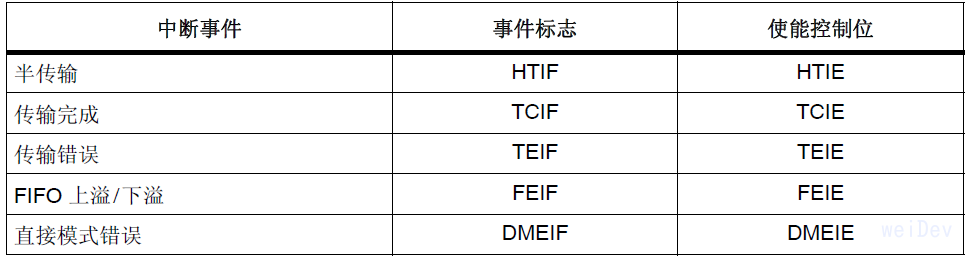 中断事件 事件标志 使能控制位
半传输 HTIF HTIE
传输完成 TCIF TCIE
传输错误 TEIF TEIE
FIFO 上溢/下溢 FEIF FEIE
直接模式错误 DMEIF DMEIE
weiDev